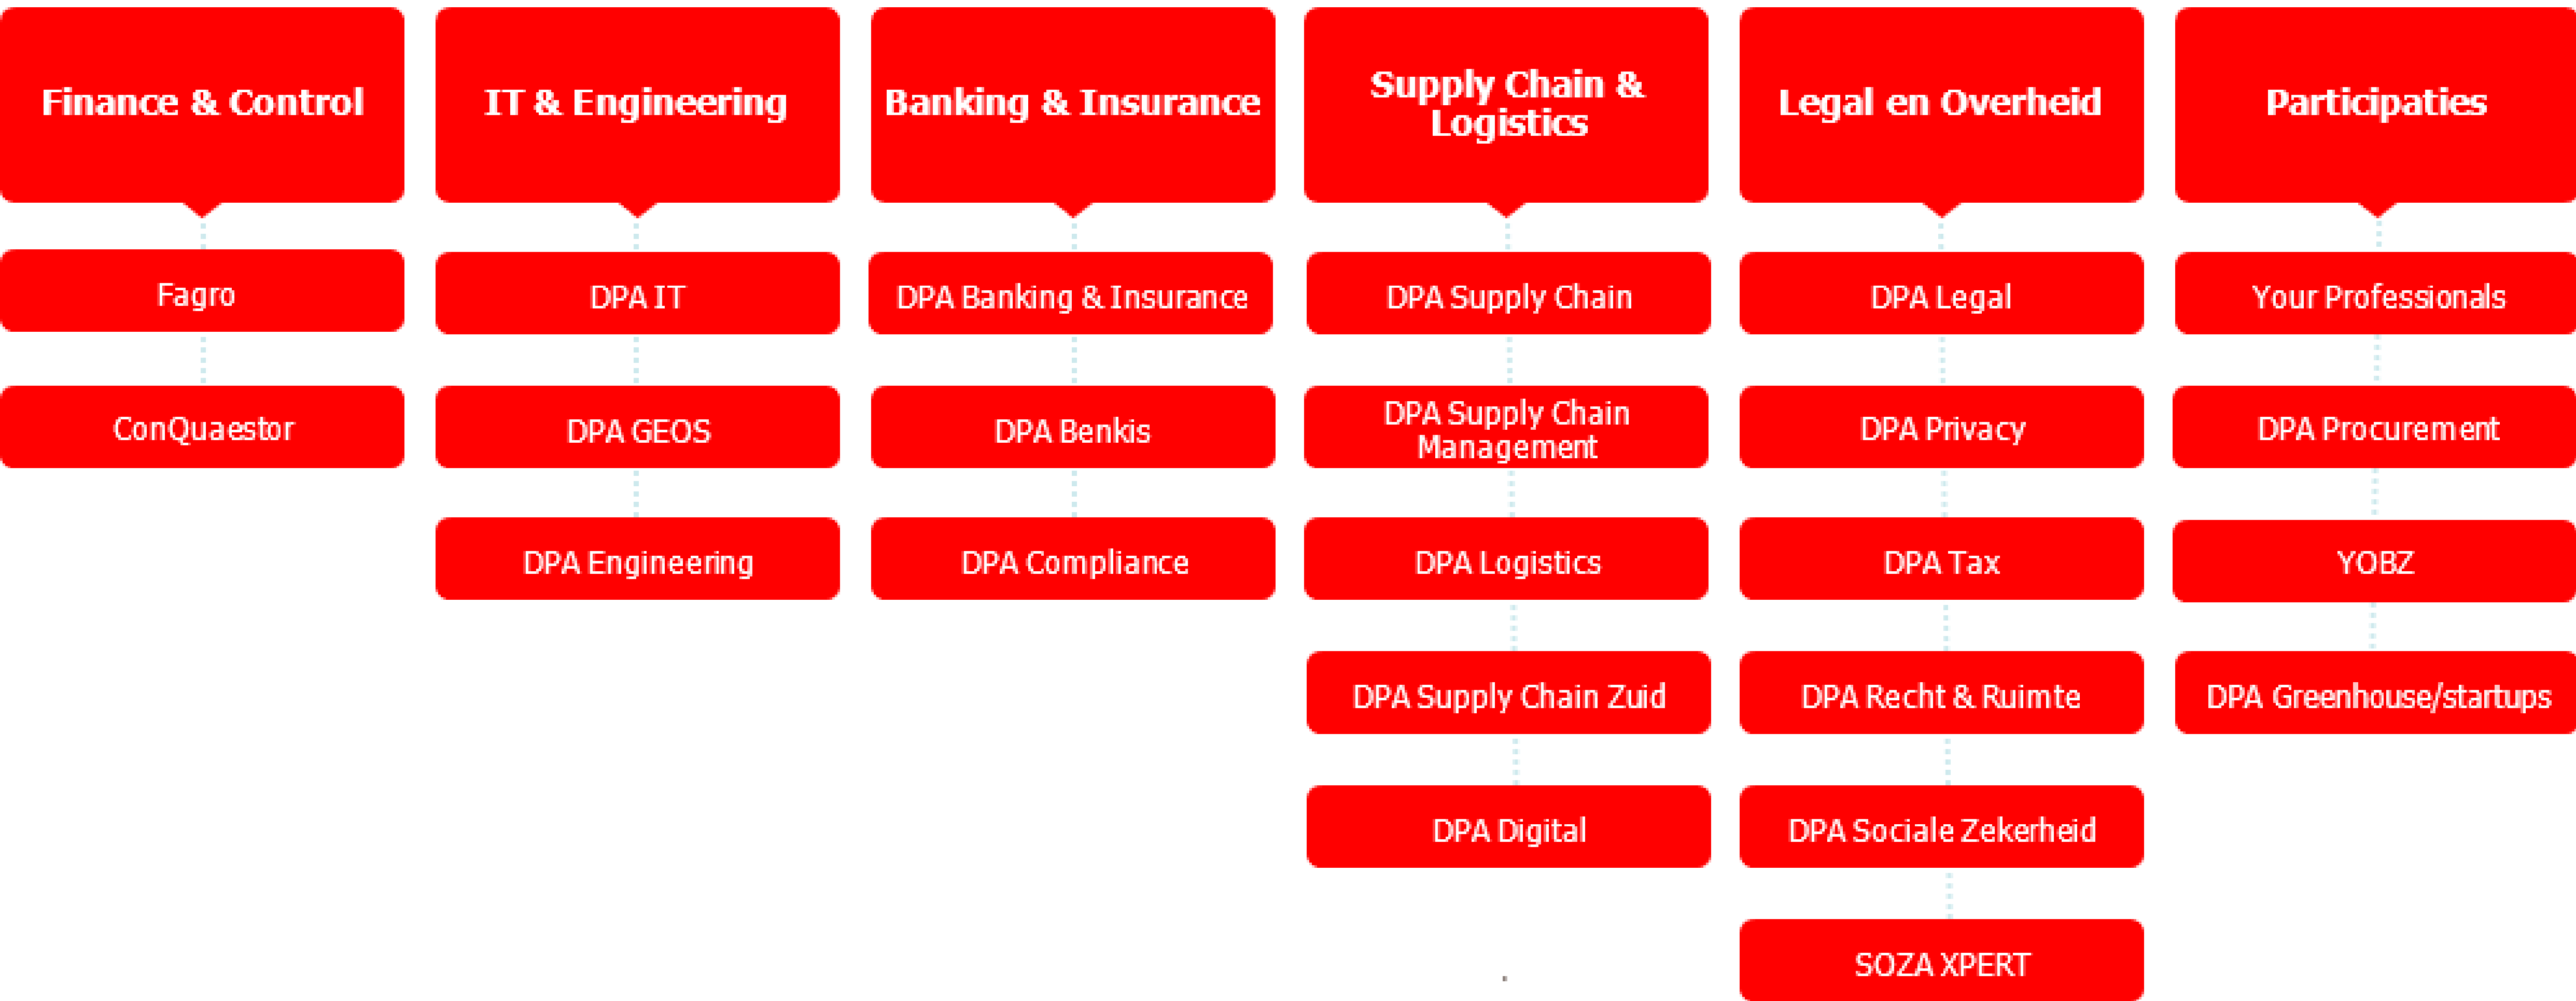 Finance & Control
Fagro
ConQuaestor
IT & Engineering
DPA IT
DPA GEOS
DPA Engineering
Banking & Insurance
DPA Banking & Insurance
DPA Benkis
DPA Compliance
Supply Chain &
Logistics
DPA Supply Chain
DPA Supply Chain
Management
DPA Logistics
DPA Supply Chain Zuid
DPA Digital
.
Legal en Overheid
DPA Legal
DPA Privacy
DPA Tax
DPA Recht & Ruimte
DPA Sociale Zekerheid
SOZA XPERT
Participaties
Your Professionals
DPA Procurement
YOBZ
DPA Greenhouse/startups